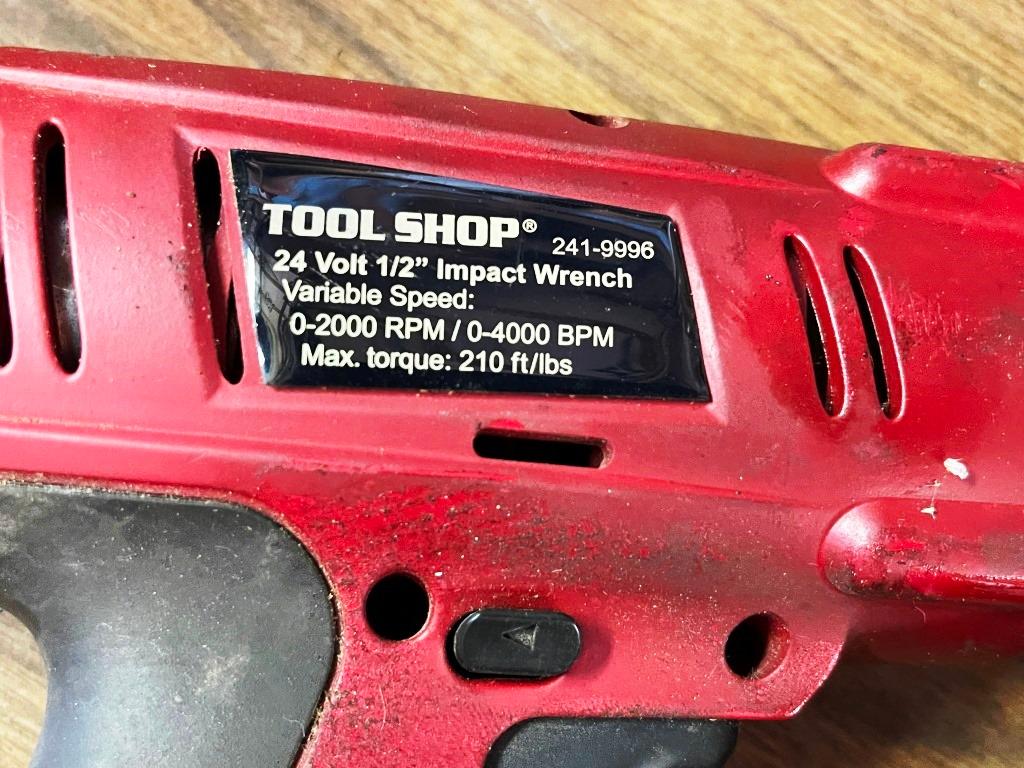 TOOL SHOP® 241-9996
24 Volt 1/2” Impact Wrench
Variable Speed:
0-2000 RPM / 0-4000 BPM
Max. torque: 210 ft/lbs